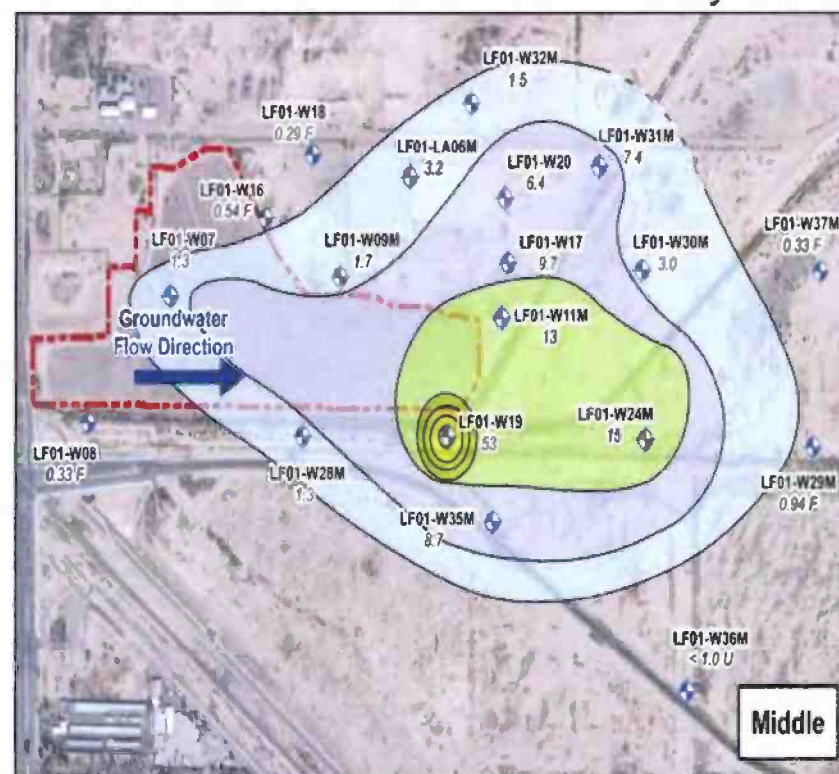 LF01-W32M
1.5
LF01-W18
0.29 F
LF01-LA06M
3.2
LF01-W31M
7.4
LF01-W20
6.4
LF01-W16
0.54 F
LF01-W37M
0.33 F
LF01-W07
1.3
LF01-W09M
1.7
LF01-W17
9.7
LF01-W30M
3.0
Groundwater
Flow Direction
LF01-W11M
13
LF01-W19
53
LF01-W24M
15
LF01-W08
0.33 F
LF01-W28M
1.3
LF01-W29M
0.94 F
LF01-W35M
8.7
LF01-W36M
< 1.0 U
Middle